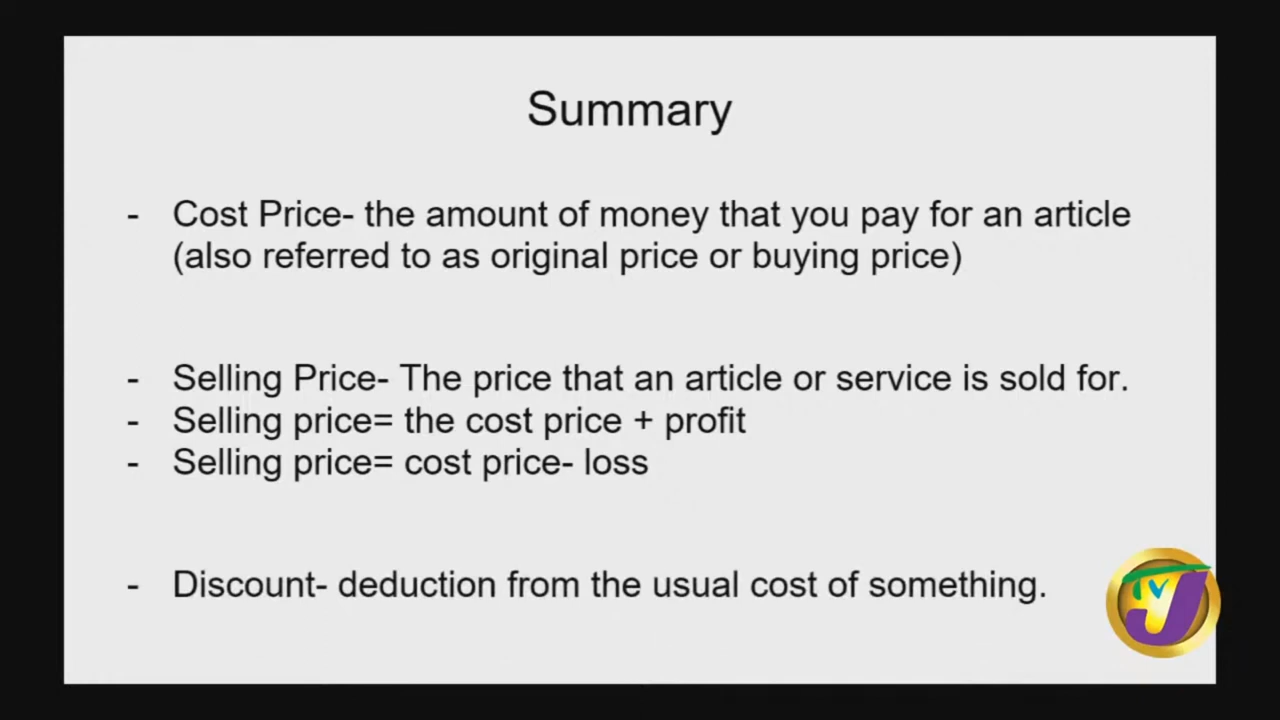 Summary
- Cost Price- the amount of money that you pay for an article
(also referred to as original price or buying price)
- Selling Price- The price that an article or service is sold for.
- Selling price= the cost price + profit
- Selling price= cost price- loss
- Discount- deduction from the usual cost of something.
TVJ